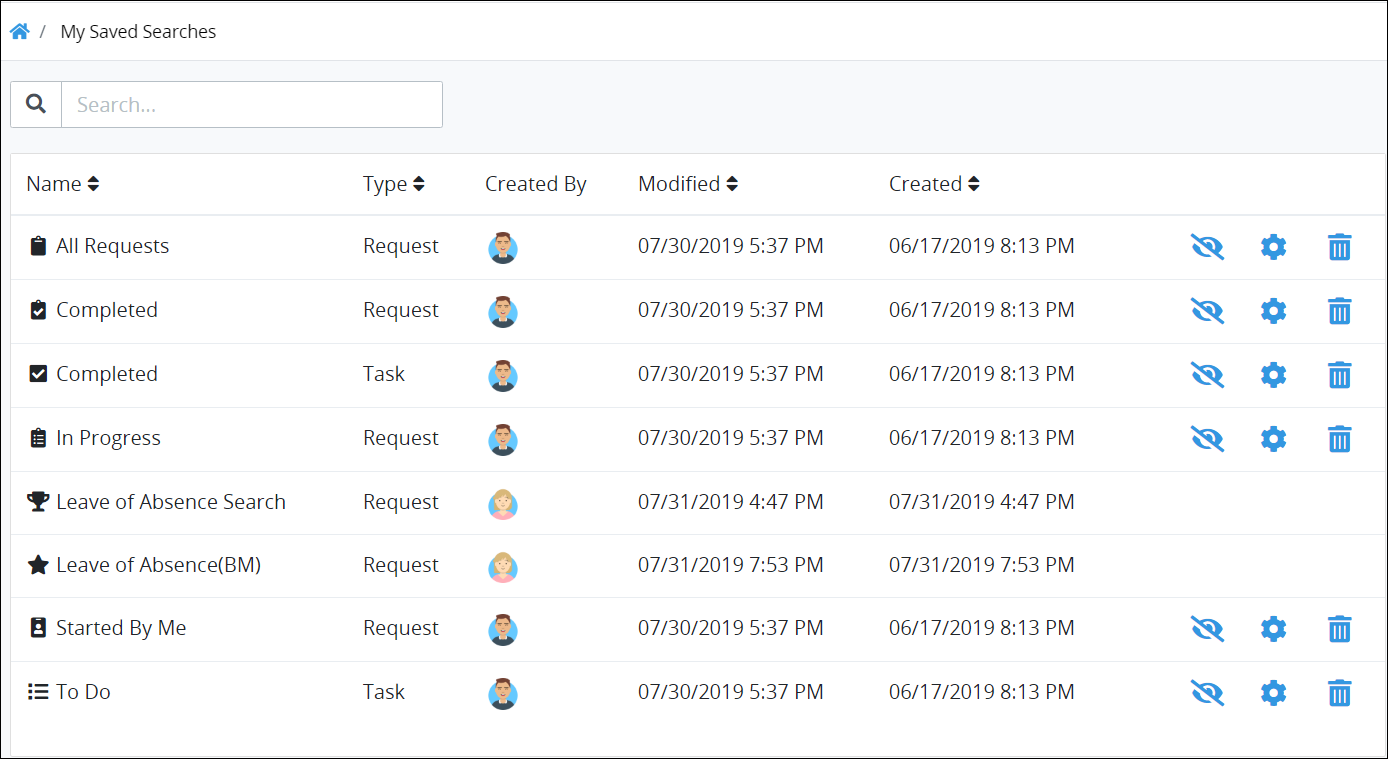 / My Saved Searches
Search...
Name Type Created By Modified Created
All Requests Request 07/30/2019 5:37 PM 06/17/2019 8:13 PM
Completed Request 07/30/2019 5:37 PM 06/17/2019 8:13 PM
Completed Task 07/30/2019 5:37 PM 06/17/2019 8:13 PM
In Progress Request 07/30/2019 5:37 PM 06/17/2019 8:13 PM
Leave of Absence Search Request 07/31/2019 4:47 PM 07/31/2019 4:47 PM
Leave of Absence(BM) Request 07/31/2019 7:53 PM 07/31/2019 7:53 PM
Started By Me Request 07/30/2019 5:37 PM 06/17/2019 8:13 PM
To Do Task 07/30/2019 5:37 PM 06/17/2019 8:13 PM